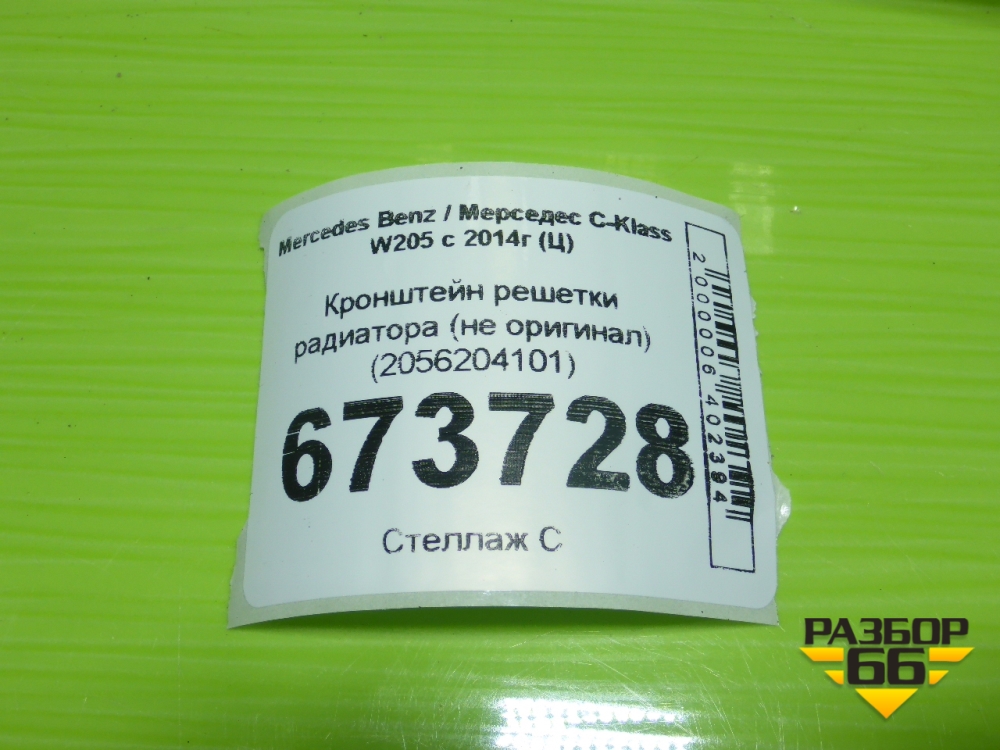 Mercedes Benz / Мерседес C-Klass
W205 с 2014г (Ц)
Кронштейн решетки
радиатора (не оригинал)
(2056204101)
673728
Стеллаж С
2000006402394
РАЗБОР
66